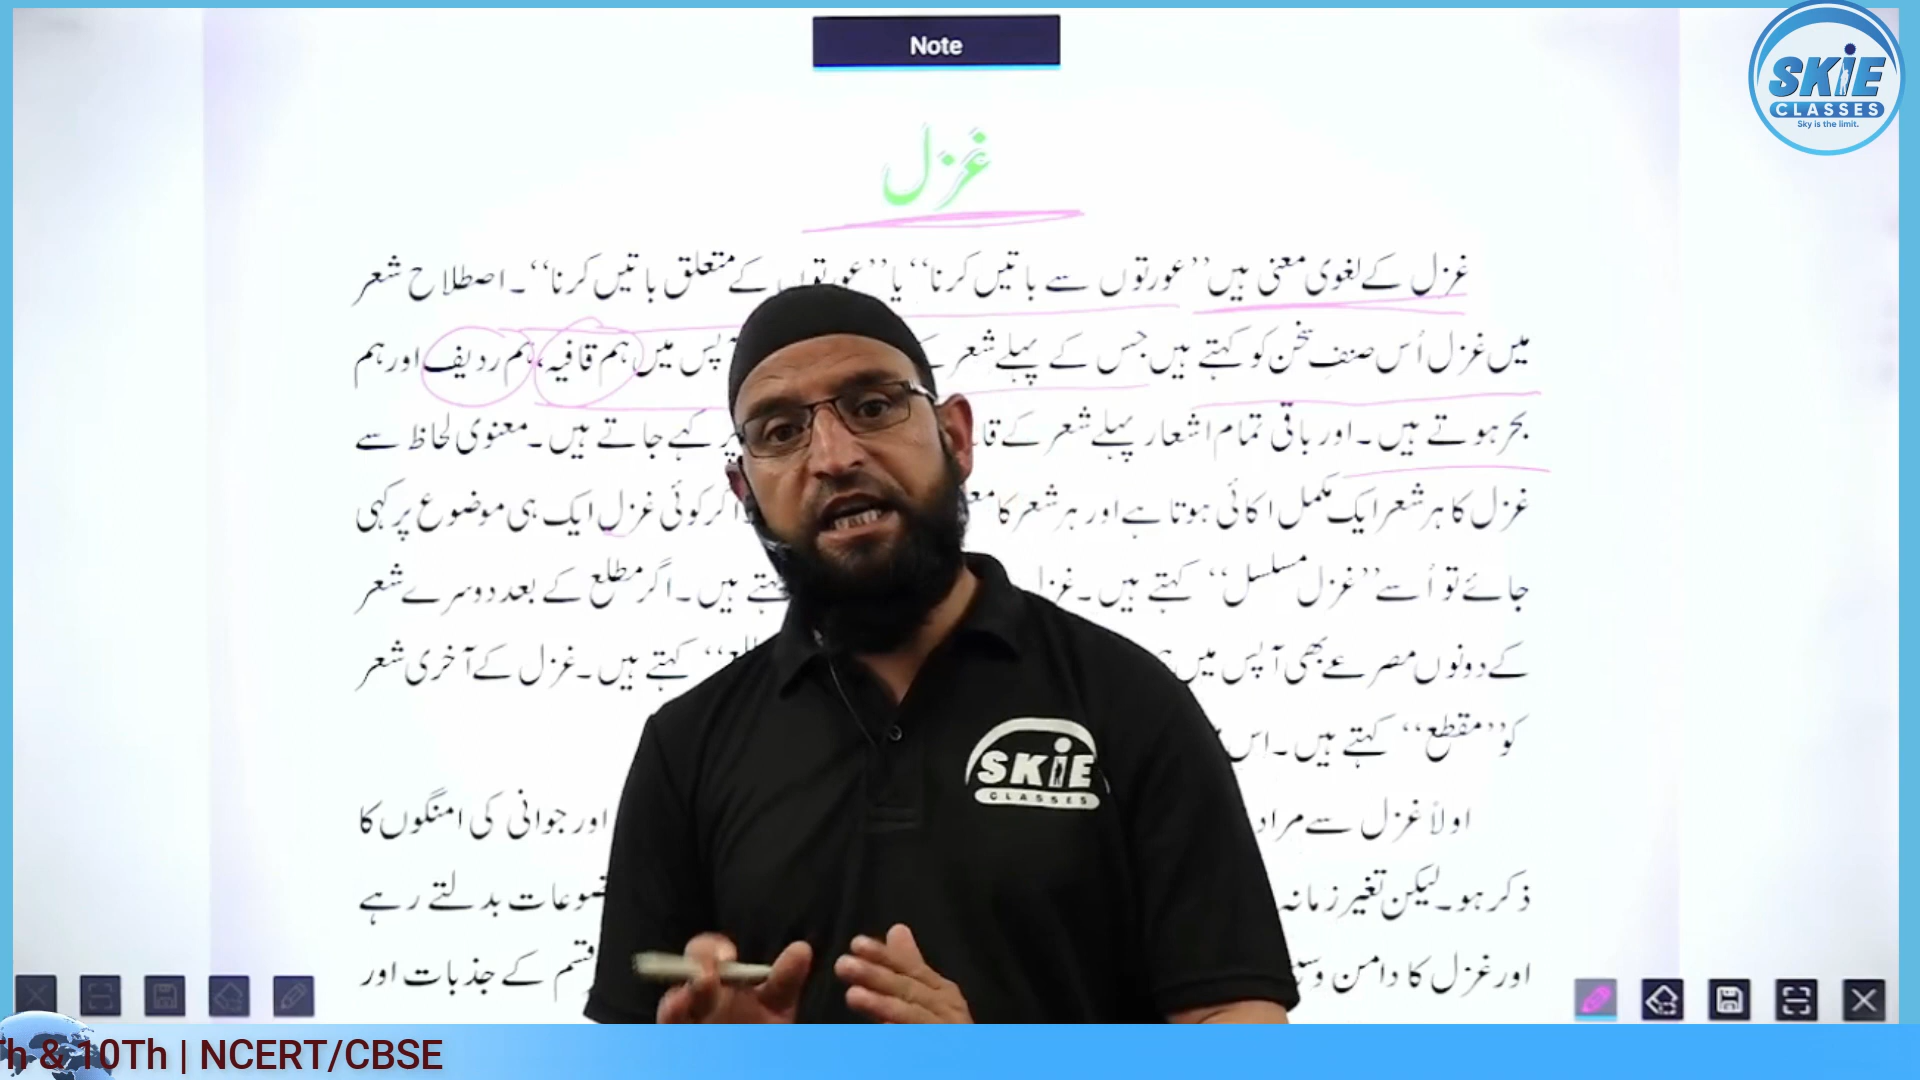 Note
SKiE
CLASSES
Sky is the limit.
غزل
غزل کے لغوی معنی ہیں ’’عورتوں سے باتیں کرنا‘‘ یا ’’عورتوں کے متعلق باتیں کرنا‘‘۔ اصطلاح شعر
میں غزل اُس صنفِ سخن کو کہتے ہیں جس کے پہلے شعر کے آپس میں ہم قافیہ، ہم ردیف اور ہم
بحر ہوتے ہیں۔ اور باقی تمام اشعار پہلے شعر کے پر کہے جاتے ہیں۔ معنوی لحاظ سے
غزل کا ہر شعر ایک مکمل اکائی ہوتا ہے اور ہر شعر کا اگر کوئی غزل ایک ہی موضوع پر کہی
جائے تو اُسے ’’غزل مسلسل‘‘ کہتے ہیں۔ کہتے ہیں۔ اگر مطلع کے بعد دوسرے شعر
کے دونوں مصرعے بھی آپس میں کہتے ہیں۔ غزل کے آخری شعر
کو ’’مقطع‘‘ کہتے ہیں۔ اس
اولاً غزل سے مراد اور جوانی کی امنگوں کا
ذکر ہو۔ لیکن تغیر زمانہ بدلتے رہے
اور غزل کا دامن قسم کے جذبات اور
SKiE
CLASSES
& 10Th | NCERT/CBSE